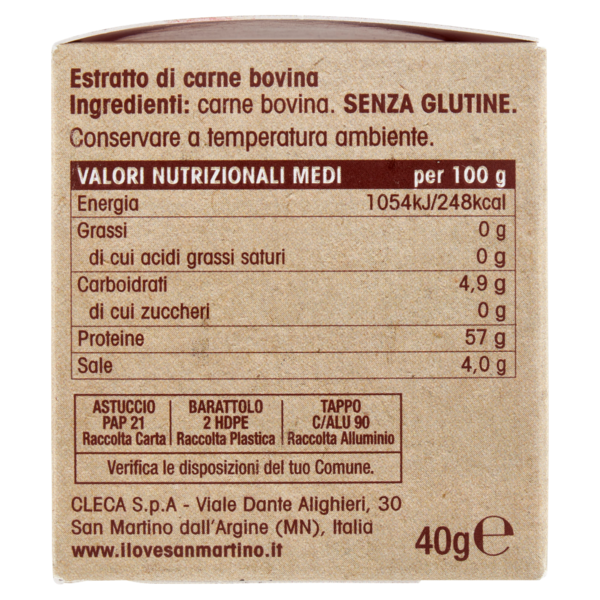 Estratto di carne bovina
Ingredienti: carne bovina. SENZA GLUTINE.
Conservare a temperatura ambiente.
VALORI NUTRIZIONALI MEDI per 100 g
Energia 1054kJ/248kcal
Grassi 0 g
di cui acidi grassi saturi 0 g
Carboidrati 4,9 g
di cui zuccheri 0 g
Proteine 57 g
Sale 4,0 g
ASTUCCIO BARATTOLO TAPPO
PAP 21 2 HDPE C/ALU 90
Raccolta Carta Raccolta Plastica Raccolta Alluminio
Verifica le disposizioni del tuo Comune.
CLECA S.p.A - Viale Dante Alighieri, 30
San Martino dall'Argine (MN), Italia
www.ilovesanmartino.it
40g℮